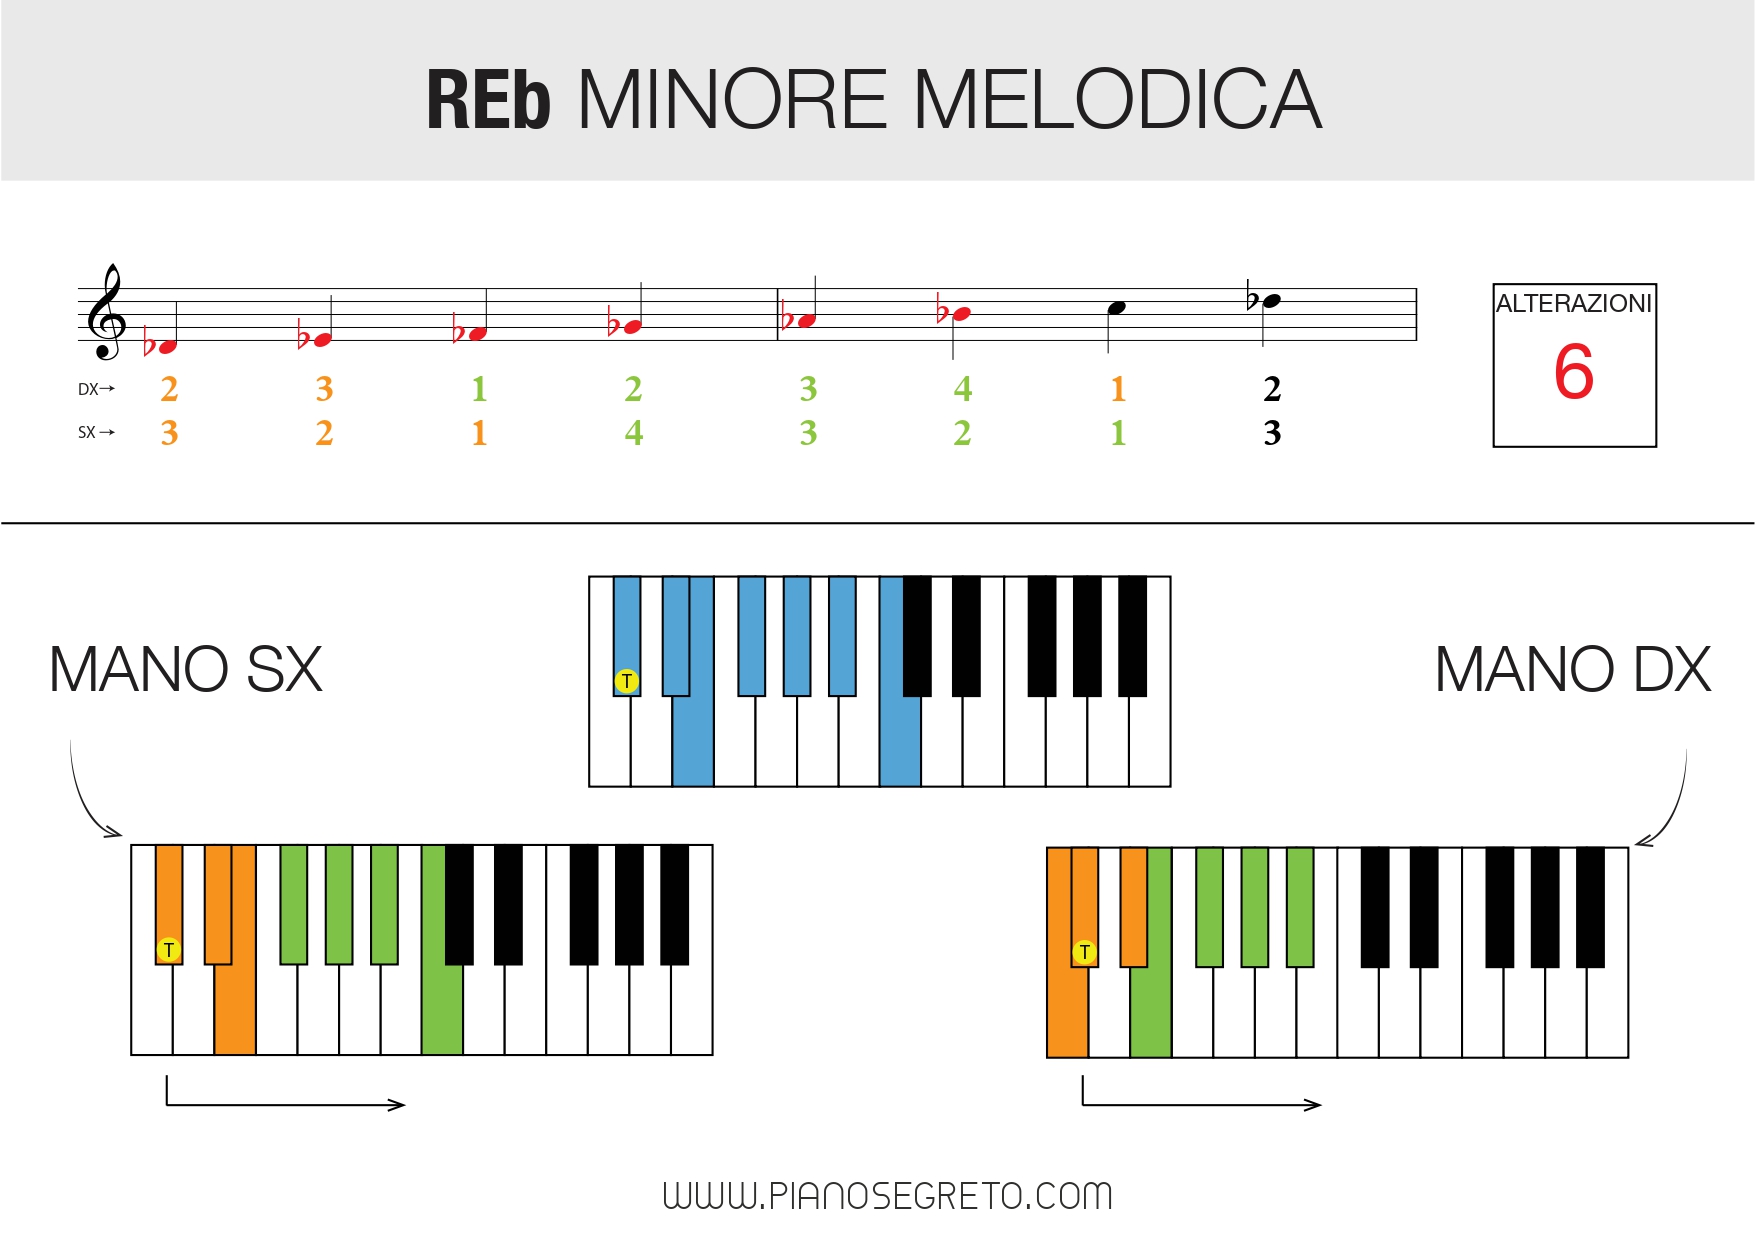 REb MINORE MELODICA
ALTERAZIONI
6
DX→ 2 3 1 2 3 4 1 2
SX→ 3 2 1 4 3 2 1 3
MANO SX
MANO DX
T
T
T
WWW.PIANOSEGRETO.COM